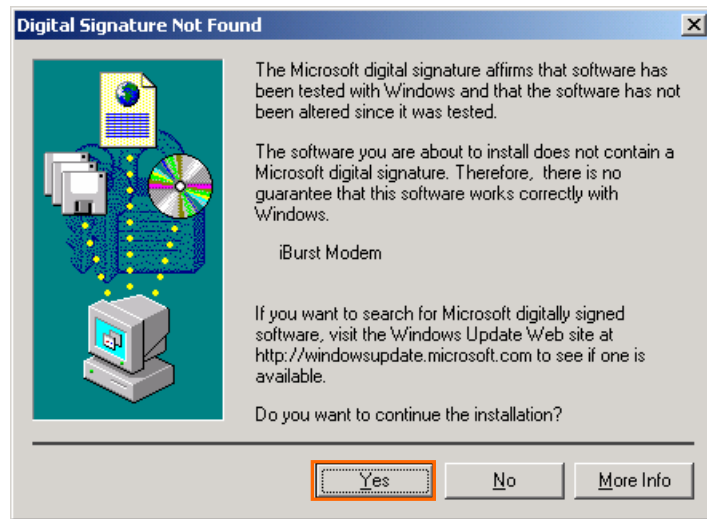 Digital Signature Not Found
The Microsoft digital signature affirms that software has
been tested with Windows and that the software has not
been altered since it was tested.
The software you are about to install does not contain a
Microsoft digital signature. Therefore,  there is no
guarantee that this software works correctly with
Windows.
iBurst Modem
If you want to search for Microsoft digitally signed
software, visit the Windows Update Web site at
http://windowsupdate.microsoft.com to see if one is
available.
Do you want to continue the installation?
Yes No More Info